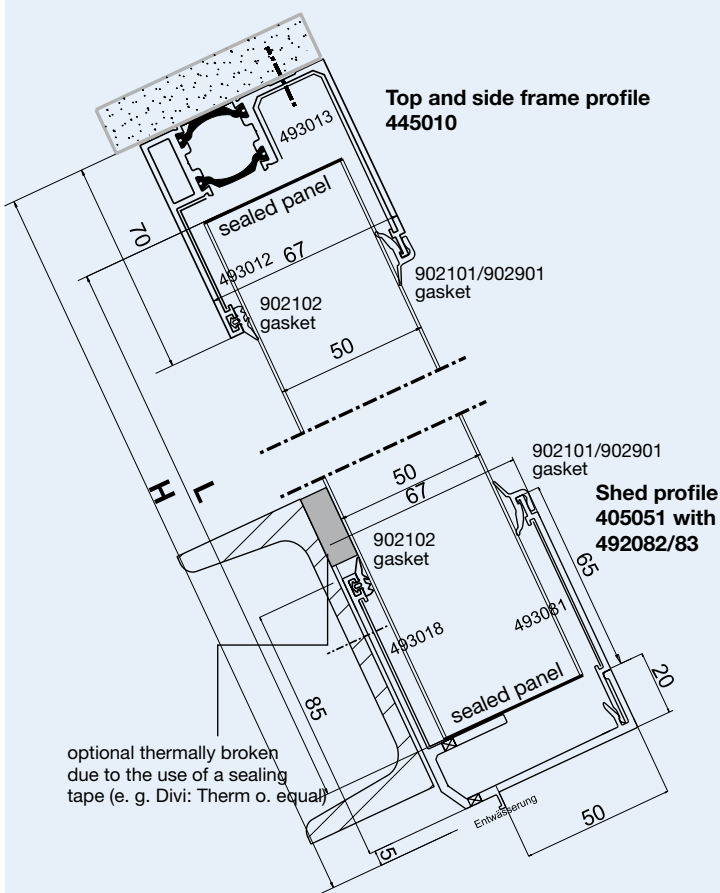 Top and side frame profile
445010
493013
sealed panel
70
67
493012
902101/902901
gasket
902102
gasket
50
902101/902901
gasket
50
67
Shed profile
405051 with
492082/83
H
L
902102
gasket
65
493018
493081
85
sealed panel
20
optional thermally broken
due to the use of a sealing
tape (e. g. Divi: Therm o. equal)
Entwässerung
50
5